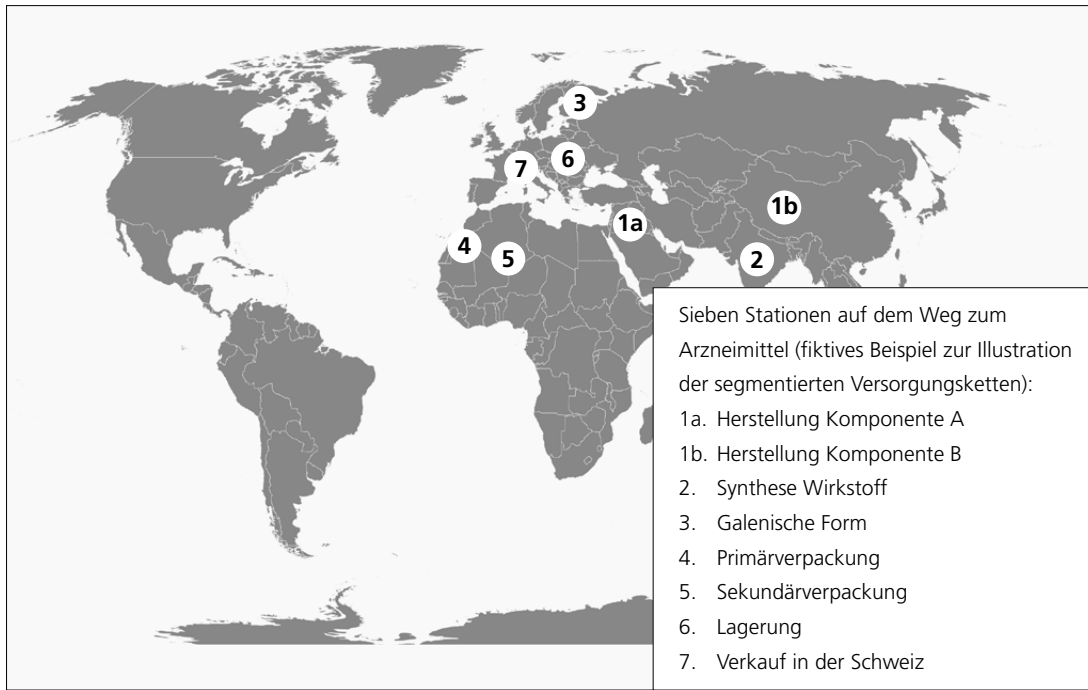 3
6
7
1b
1a
4
5
2
Sieben Stationen auf dem Weg zum
Arzneimittel (fiktives Beispiel zur Illustration
der segmentierten Versorgungsketten):
1a. Herstellung Komponente A
1b. Herstellung Komponente B
2. Synthese Wirkstoff
3. Galenische Form
4. Primärverpackung
5. Sekundärverpackung
6. Lagerung
7. Verkauf in der Schweiz